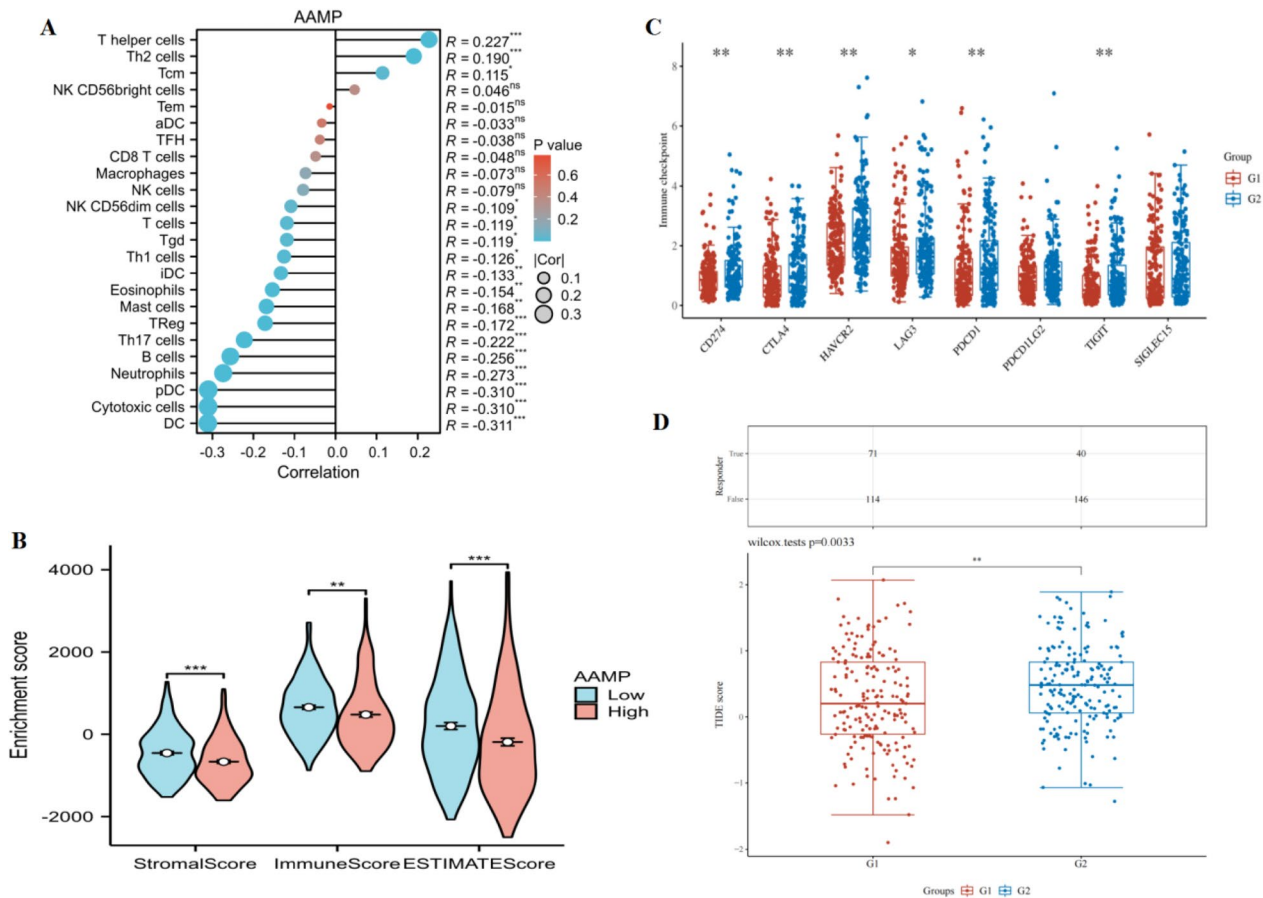 A
AAMP
T helper cells R = 0.227***
Th2 cells R = 0.190***
Tcm R = 0.115*
NK CD56bright cells R = 0.046ns
Tem R = -0.015ns
aDC R = -0.033ns
TFH R = -0.038ns
CD8 T cells R = -0.048ns
Macrophages R = -0.073ns
NK cells R = -0.079ns
NK CD56dim cells R = -0.109*
T cells R = -0.119*
Tgd R = -0.119*
Th1 cells R = -0.126*
iDC R = -0.133**
Eosinophils R = -0.154**
Mast cells R = -0.168**
TReg R = -0.172***
Th17 cells R = -0.222***
B cells R = -0.256***
Neutrophils R = -0.273***
pDC R = -0.310***
Cytotoxic cells R = -0.310***
DC R = -0.311***
-0.3 -0.2 -0.1 0.0 0.1 0.2
Correlation
P value
0.6
0.4
0.2
|Cor|
0.1
0.2
0.3
B
Enrichment score
4000
2000
0
-2000
***
**
***
StromalScore ImmuneScore ESTIMATEScore
AAMP
Low
High
C
Immune checkpoint
8
6
4
2
0
** ** ** * ** **
CD274 CTLA4 HAVCR2 LAG3 PDCD1 PDCD1LG2 TIGIT SIGLEC15
Group
G1
G2
D
Responder
True 71 40
False 114 146
wilcox.tests p=0.0033
**
TIDE score
2
1
0
−1
−2
G1 G2
Groups G1 G2